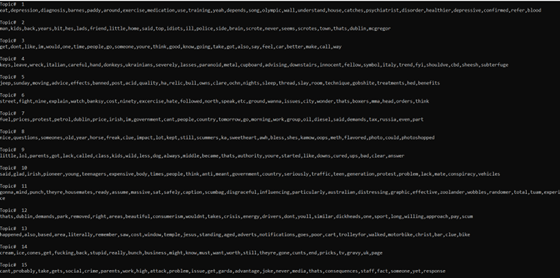 Topic# 1
eat,depression,diagnosis,barnes,paddy,around,exercise,medication,use,training,yeah,depends,song,olympic,wall,understand,house,catches,psychiatrist,disorder,healthier,depressive,confirmed,refer,blood
Topic# 2
man,kids,back,years,bit,hes,lads,friend,little,home,said,top,idiots,ill,police,side,brain,scrote,never,seems,scrotes,town,thats,dublin,mcgregor
Topic# 3
get,dont,like,im,would,one,time,people,go,someone,youre,think,good,know,going,take,got,also,say,feel,car,better,make,call,way
Topic# 4
keys,leave,wreck,italian,careful,hand,donkeys,ukrainians,severely,lasses,paranoid,metal,cupboard,advising,downstairs,innocent,fellow,symbol,italy,trend,fyi,shouldve,cbd,sheesh,subterfuge
Topic# 5
jeep,sunday,moving,advice,effects,banned,post,acid,quality,ha,relic,bull,owns,clare,ocho,nights,sleep,thread,slay,room,technique,gobshite,treatments,hed,benefits
Topic# 6
street,fight,nine,explain,watch,banksy,cost,ninety,excercise,hate,followed,north,speak,etc,ground,wanna,issues,city,wonder,thats,boxers,mma,head,orders,think
Topic# 7
fuel,prices,protest,patrol,dublin,price,irish,im,government,cant,people,country,tomorrow,go,morning,work,group,oil,diesel,said,demands,tax,russia,even,part
Topic# 8
nice,questions,someones,old,year,horse,freak,clue,impact,lot,kept,still,scummers,ka,sweetheart,awh,bless,shes,kamow,oops,meth,flavored,photo,could,photoshopped
Topic# 9
little,lol,parents,got,lack,called,class,kids,wild,less,dog,always,middle,became,thats,authority,youre,started,like,downs,cared,ops,bad,clear,answer
Topic# 10
said,glad,irish,pioneer,young,teenagers,expensive,body,times,people,think,anti,meant,government,country,seriously,traffic,teen,generation,protest,problem,lack,mate,conspiracy,vehicles
Topic# 11
gonna,mind,punch,theyre,housemates,ready,assume,massive,sat,safely,caption,scumbag,disgraceful,influencing,particularly,australian,distressing,graphic,effective,icelander,wobbles,randomer,total,tuam,experien
ce
Topic# 12
thats,dublin,demands,park,removed,right,areas,beautiful,consumerism,wouldnt,takes,crisis,energy,drivers,dont,youll,similar,dickheads,one,sport,long,willing,approach,pay,scum
Topic# 13
happened,also,based,area,literally,remember,saw,cost,window,temple,jesus,standing,aged,adverts,notifications,goes,poor,cart,trolleyfor,walked,motorbike,christ,bar,clue,bike
Topic# 14
cream,ice,cones,get,fucking,back,stupid,really,bunch,business,might,know,must,want,worth,still,theyre,gone,cunts,end,pricks,tv,gravy,uk,page
Topic# 15
cant,probably,take,gets,social,crime,parents,work,high,attack,problem,issue,get,garda,advantage,joke,never,media,thats,consequences,staff,fact,someone,yet,response